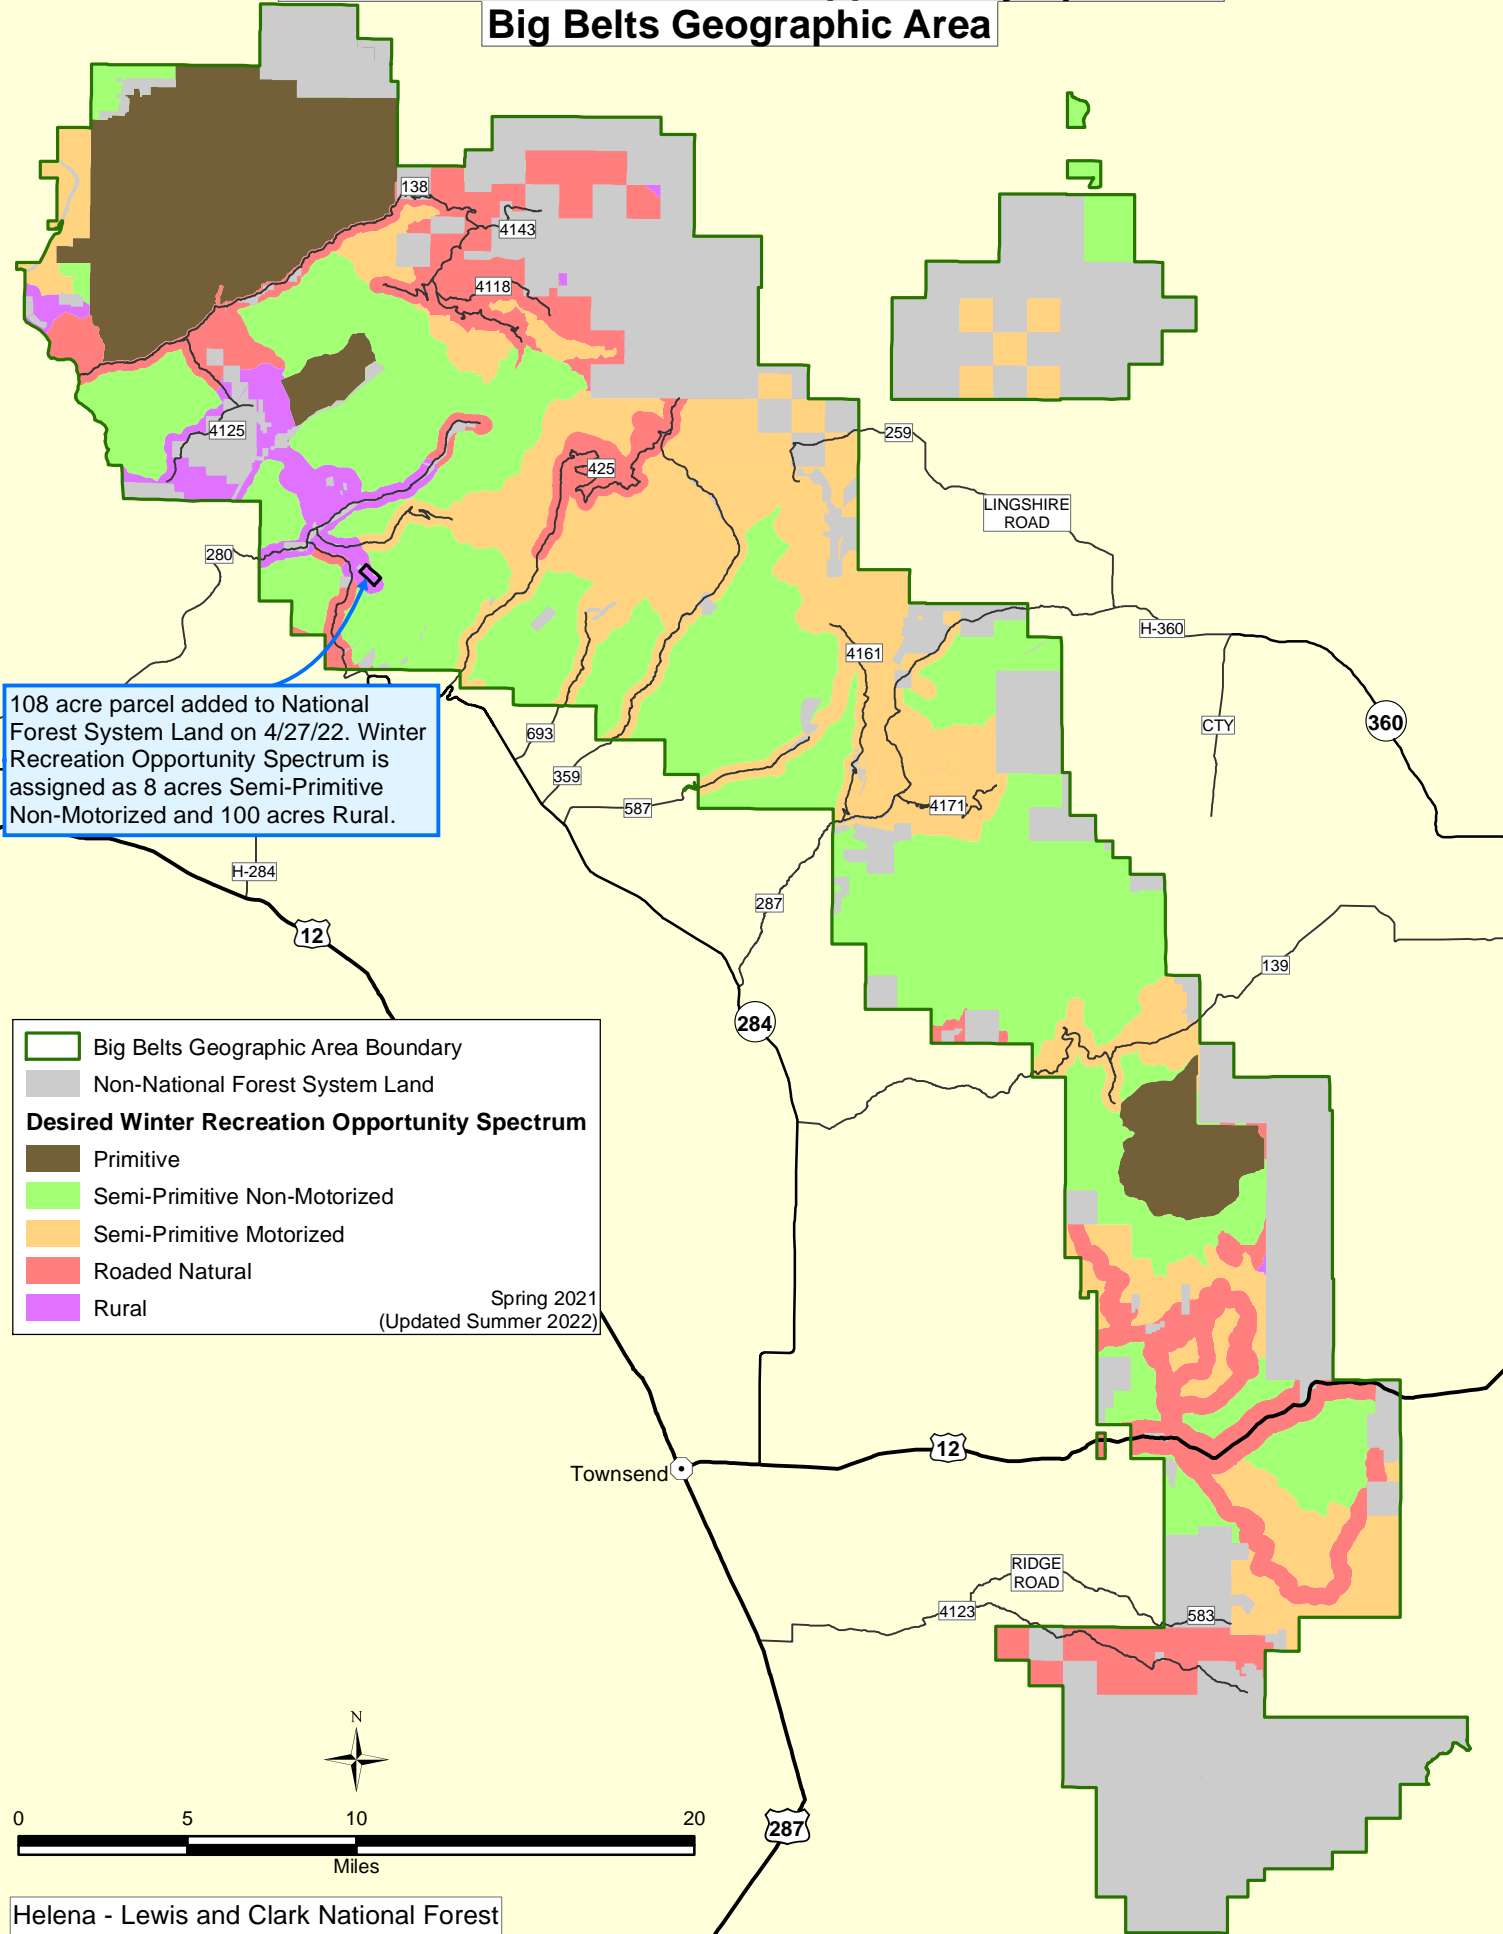 Big Belts Geographic Area
138
4143
4118
4125
425
259
LINGSHIRE
ROAD
280
H-360
4161
360
CTY
108 acre parcel added to National
Forest System Land on 4/27/22. Winter
Recreation Opportunity Spectrum is
assigned as 8 acres Semi-Primitive
Non-Motorized and 100 acres Rural.
693
359
587
4171
H-284
12
287
139
284
Big Belts Geographic Area Boundary
Non-National Forest System Land
Desired Winter Recreation Opportunity Spectrum
Primitive
Semi-Primitive Non-Motorized
Semi-Primitive Motorized
Roaded Natural
Rural
Spring 2021
(Updated Summer 2022)
12
Townsend
RIDGE
ROAD
4123
583
N
0 5 10 20
Miles
287
Helena - Lewis and Clark National Forest